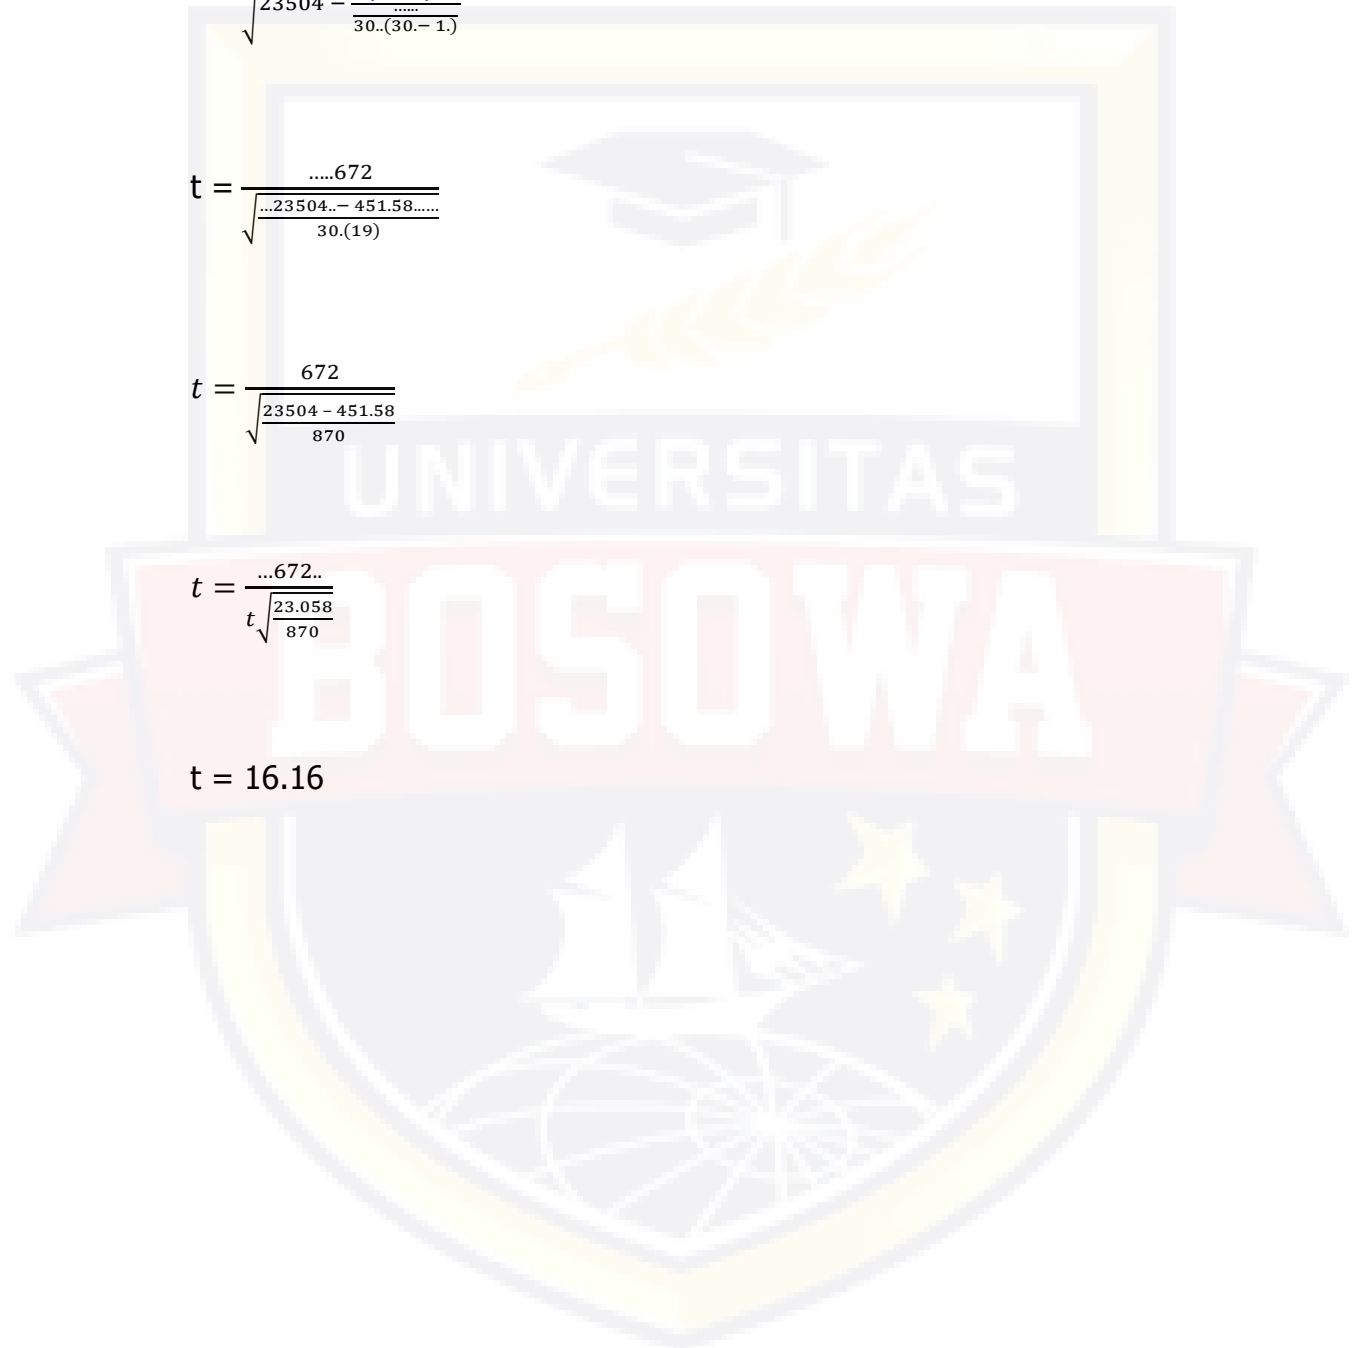 23504 −
......
30..(30.− 1.)
t = .....672
...23504..− 451.58......
30.(19)
t = 672
23504 – 451.58
870
UNIVERSITAS
t = ...672..
t√ 23.058
870
BOSOWA
t = 16.16